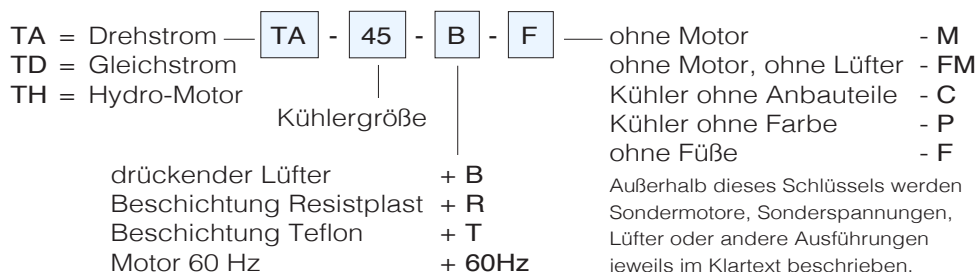 TA = Drehstrom TA - 45 - B - F ohne Motor - M
TD = Gleichstrom ohne Motor, ohne Lüfter - FM
TH = Hydro-Motor Kühler ohne Anbauteile - C
Kühlergröße Kühler ohne Farbe - P
ohne Füße - F
drückender Lüfter + B
Beschichtung Resistplast + R
Beschichtung Teflon + T
Motor 60 Hz + 60Hz
Außerhalb dieses Schlüssels werden
Sondermotore, Sonderspannungen,
Lüfter oder andere Ausführungen
jeweils im Klartext beschrieben.